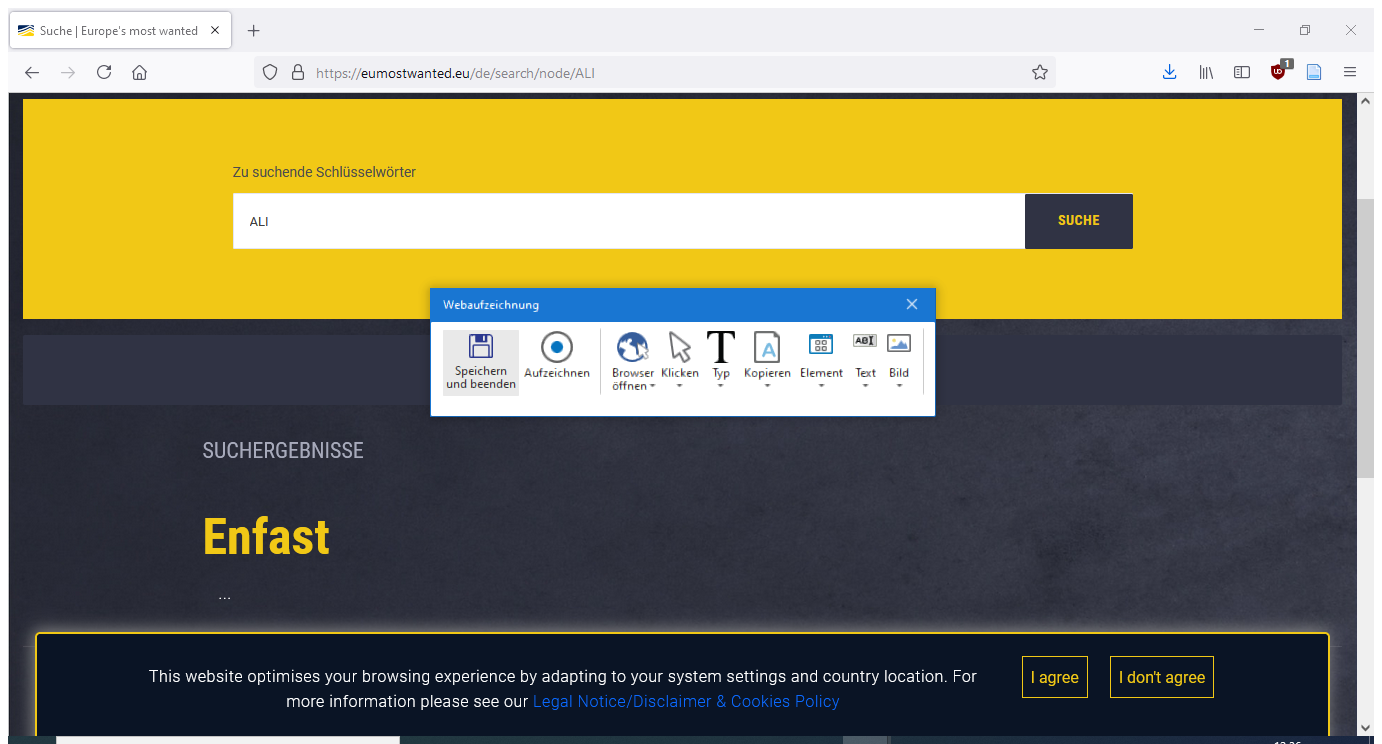 Suche | Europe's most wanted
https://eumostwanted.eu/de/search/node/ALI
1
Zu suchende Schlüsselwörter
ALI
SUCHE
Webaufzeichnung
Speichern
und beenden
Aufzeichnen
Browser
öffnen
Klicken
Typ
Kopieren
Element
Text
Bild
SUCHERGEBNISSE
Enfast
...
This website optimises your browsing experience by adapting to your system settings and country location. For
more information please see our Legal Notice/Disclaimer & Cookies Policy
I agree
I don't agree